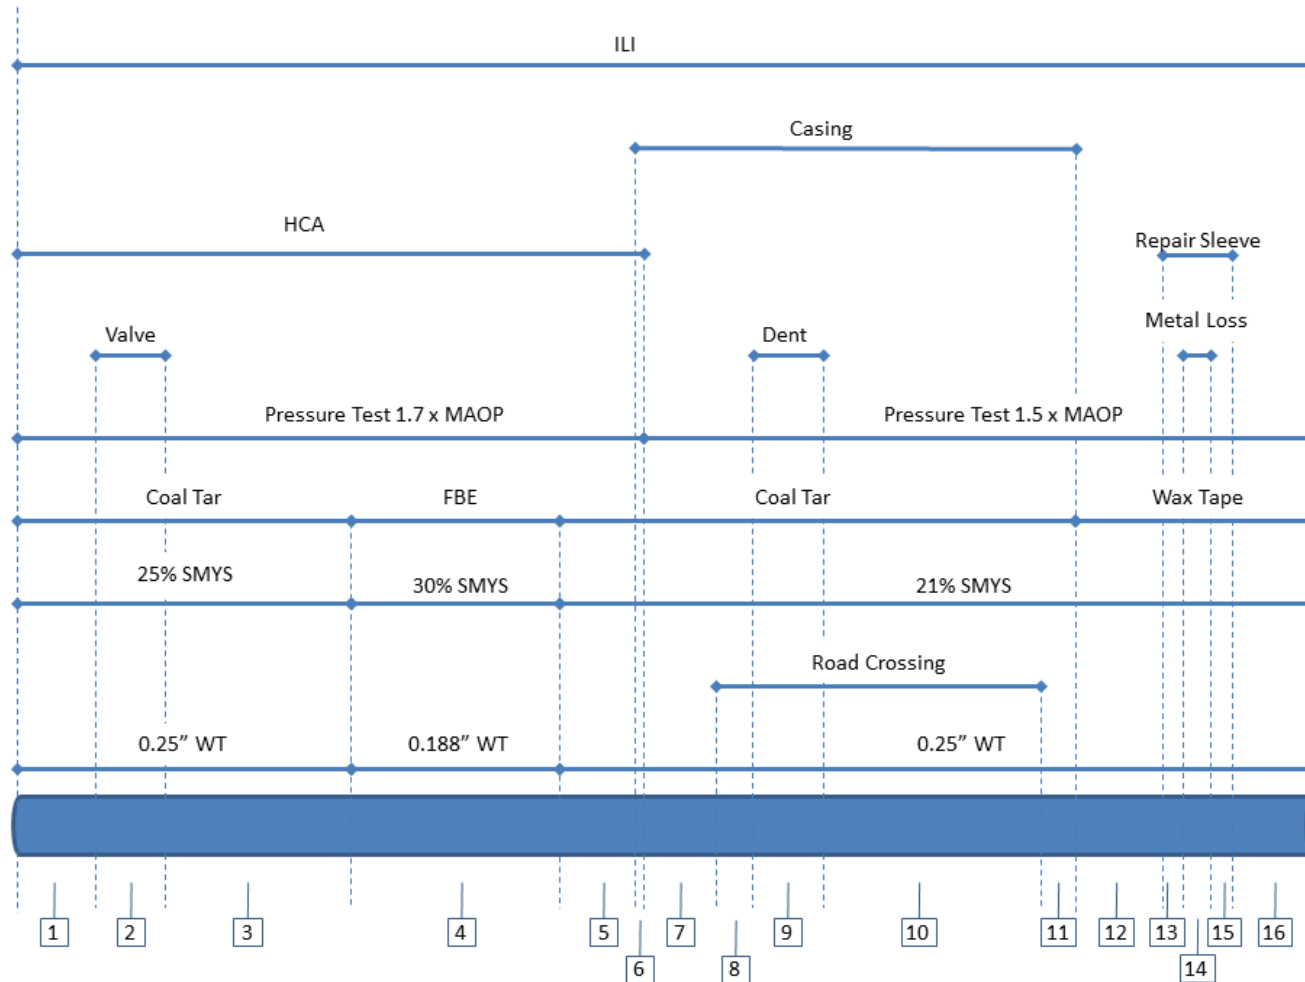 ILI
Casing
HCA
Repair Sleeve
Valve
Dent
Metal Loss
Pressure Test 1.7 x MAOP
Pressure Test 1.5 x MAOP
Coal Tar
FBE
Coal Tar
Wax Tape
25% SMYS
30% SMYS
21% SMYS
Road Crossing
0.25” WT
0.188” WT
0.25” WT
1
2
3
4
5
6
7
8
9
10
11
12
13
14
15
16